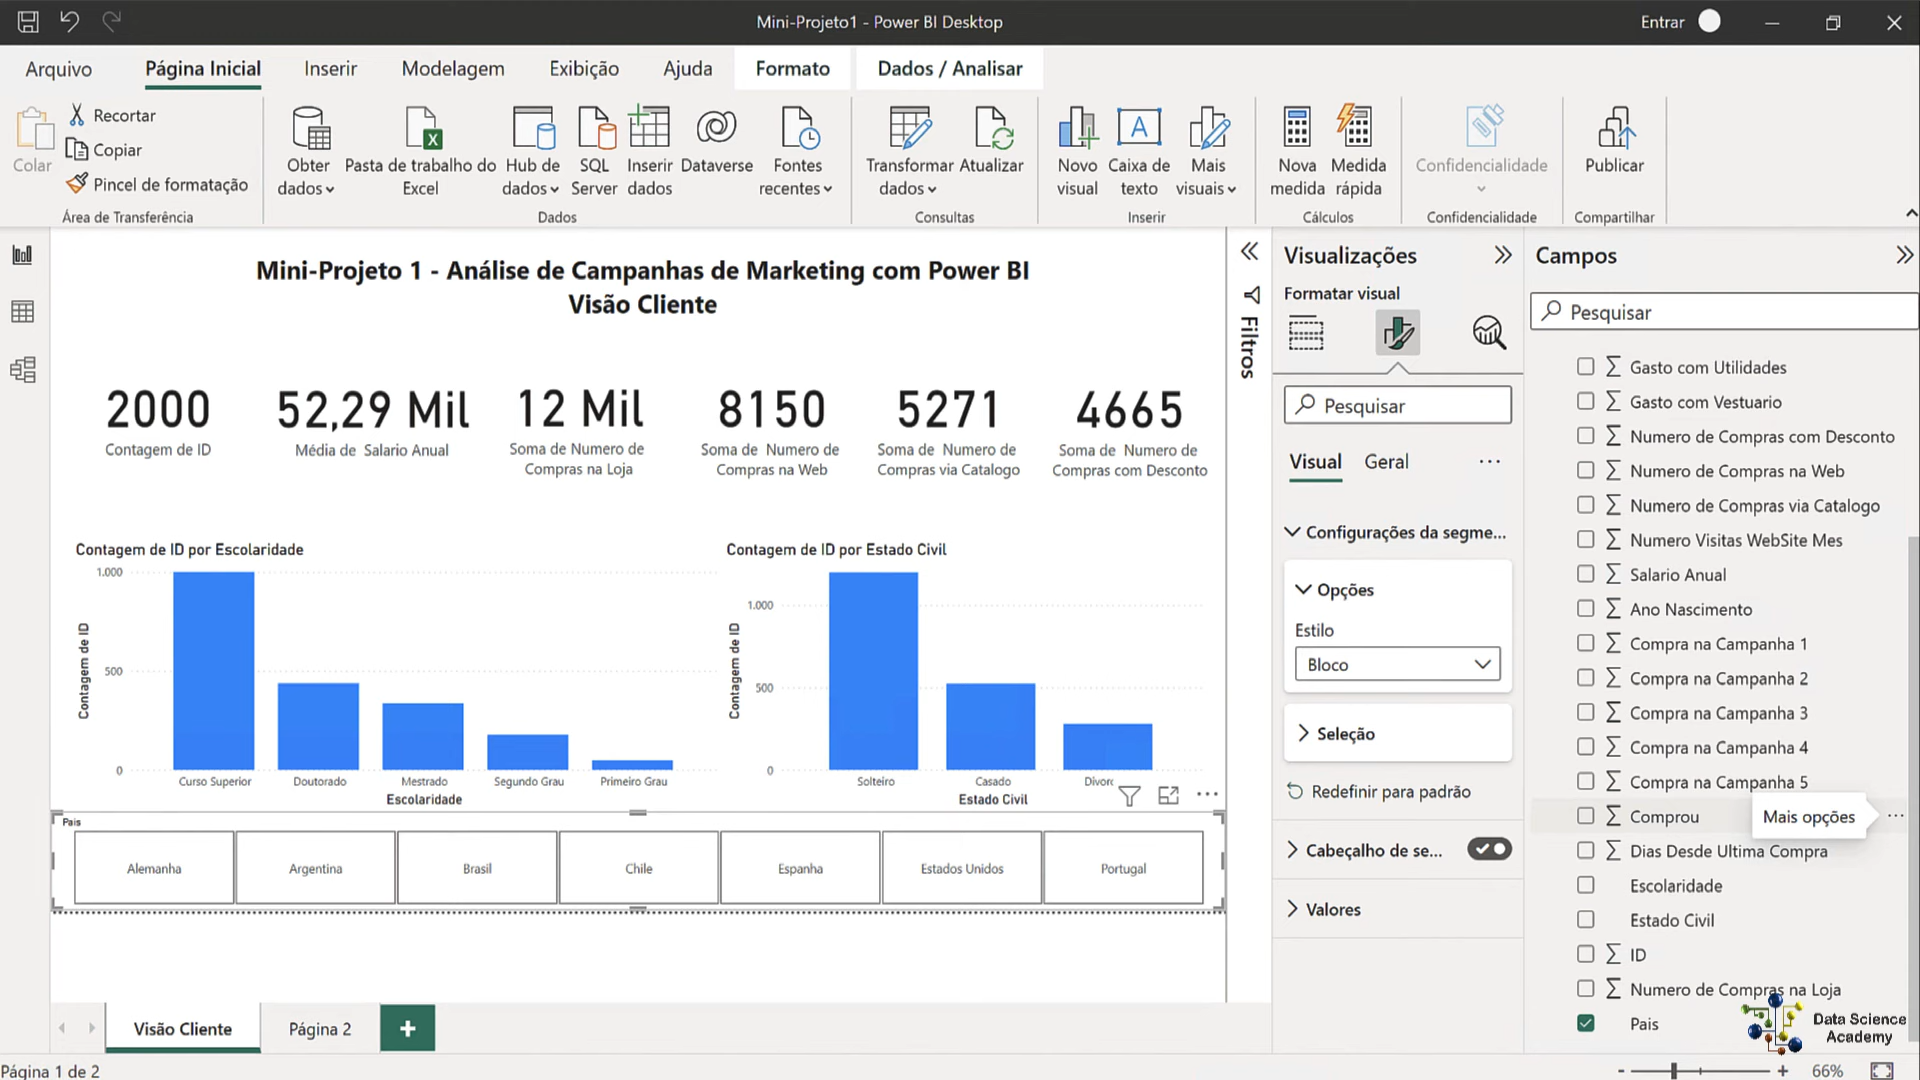 Mini-Projeto1 - Power BI Desktop
Entrar
Arquivo
Página Inicial
Inserir
Modelagem
Exibição
Ajuda
Formato
Dados / Analisar
Colar
Recortar
Copiar
Pincel de formatação
Área de Transferência
Obter
dados
Pasta de trabalho do
Excel
Hub de
dados
SQL
Server
Inserir
dados
Dataverse
Fontes
recentes
Dados
Transformar
dados
Atualizar
Consultas
Novo
visual
Caixa de
texto
Mais
visuais
Inserir
Nova
medida
Medida
rápida
Cálculos
Confidencialidade
Confidencialidade
Publicar
Compartilhar
Mini-Projeto 1 - Análise de Campanhas de Marketing com Power BI
Visão Cliente
2000
Contagem de ID
52,29 Mil
Média de Salario Anual
12 Mil
Soma de Numero de
Compras na Loja
8150
Soma de Numero de
Compras na Web
5271
Soma de Numero de
Compras via Catalogo
4665
Soma de Numero de
Compras com Desconto
Contagem de ID por Escolaridade
Contagem de ID
1.000
500
0
Curso Superior
Doutorado
Mestrado
Segundo Grau
Primeiro Grau
Escolaridade
Contagem de ID por Estado Civil
Contagem de ID
1.000
500
0
Solteiro
Casado
Divorc
Estado Civil
Pais
Alemanha
Argentina
Brasil
Chile
Espanha
Estados Unidos
Portugal
Filtros
Visualizações
Formatar visual
Pesquisar
Visual
Geral
Configurações da segme...
Opções
Estilo
Bloco
Seleção
Redefinir para padrão
Cabeçalho de se...
Valores
Campos
Pesquisar
Gasto com Utilidades
Gasto com Vestuario
Numero de Compras com Desconto
Numero de Compras na Web
Numero de Compras via Catalogo
Numero Visitas WebSite Mes
Salario Anual
Ano Nascimento
Compra na Campanha 1
Compra na Campanha 2
Compra na Campanha 3
Compra na Campanha 4
Compra na Campanha 5
Comprou
Mais opções
Dias Desde Ultima Compra
Escolaridade
Estado Civil
ID
Numero de Compras na Loja
Pais
Data Science
Academy
Visão Cliente
Página 2
Página 1 de 2
66%